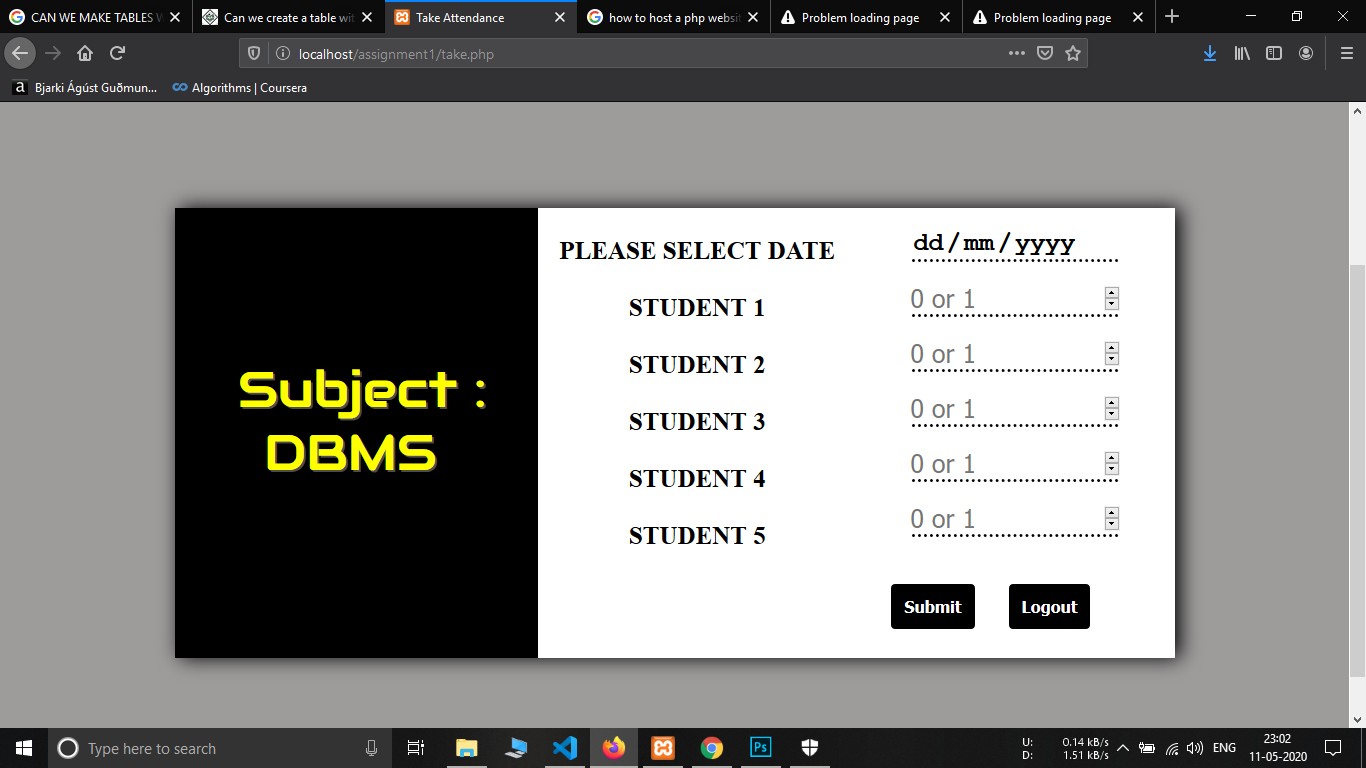 CAN WE MAKE TABLES W
Can we create a table wit
Take Attendance
how to host a php websit
Problem loading page
Problem loading page
localhost/assignment1/take.php
Bjarki Ágúst Guðmun...
Algorithms | Coursera
Subject :
DBMS
PLEASE SELECT DATE
dd/mm/yyyy
STUDENT 1
0 or 1
STUDENT 2
0 or 1
STUDENT 3
0 or 1
STUDENT 4
0 or 1
STUDENT 5
0 or 1
Submit
Logout
Type here to search
Ps
U: 0.14 kB/s
D: 1.51 kB/s
ENG
23:02
11-05-2020